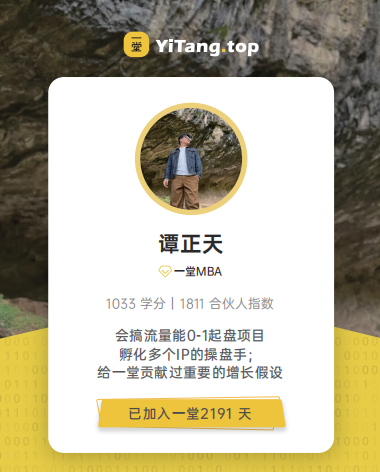 一堂
YiTang.top
谭正天
一堂MBA
1033 学分 | 1811 合伙人指数
会搞流量能0-1起盘项目
孵化多个IP的操盘手；
给一堂贡献过重要的增长假设
已加入一堂2191 天